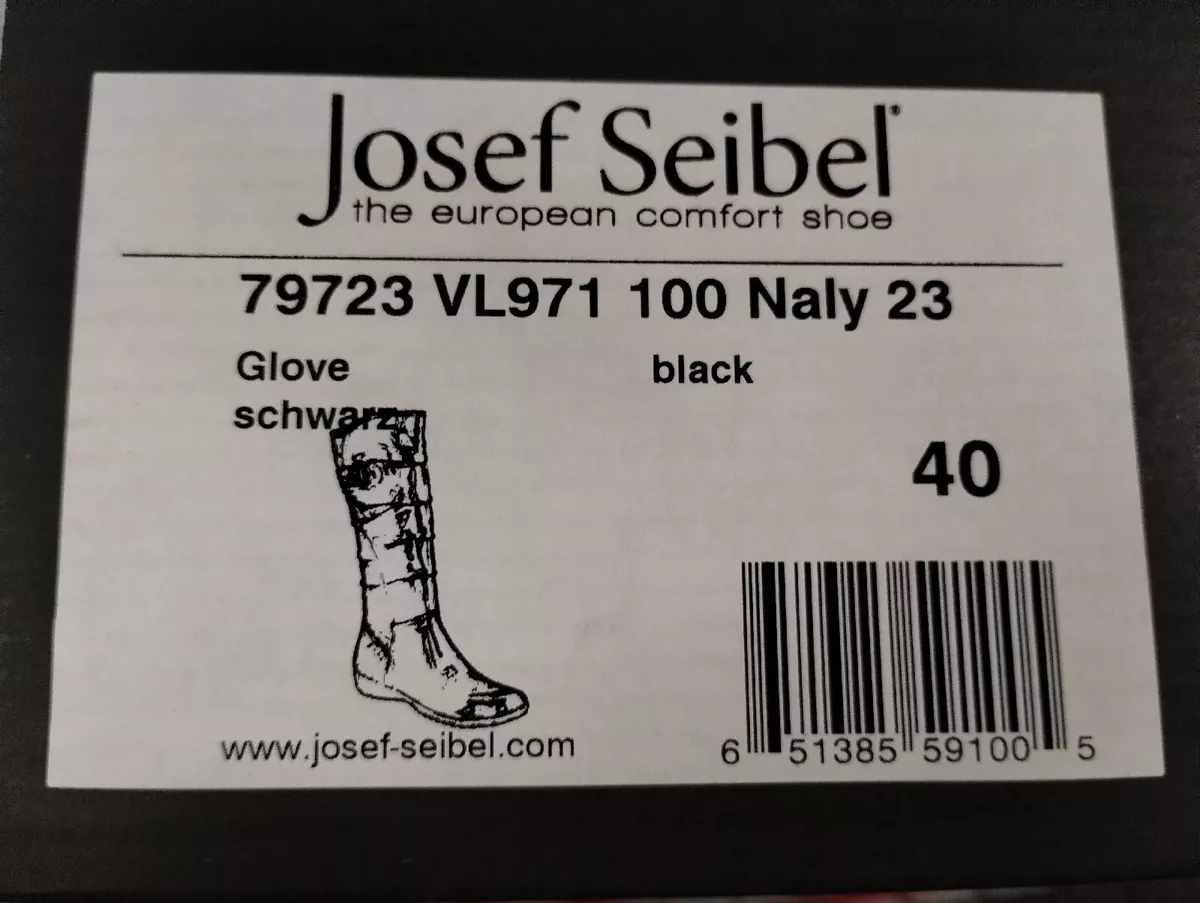 Josef Seibel®
the european comfort shoe
79723 VL971 100 Naly 23
Glove black
schwarz
40
www.josef-seibel.com
6 51385 59100 5